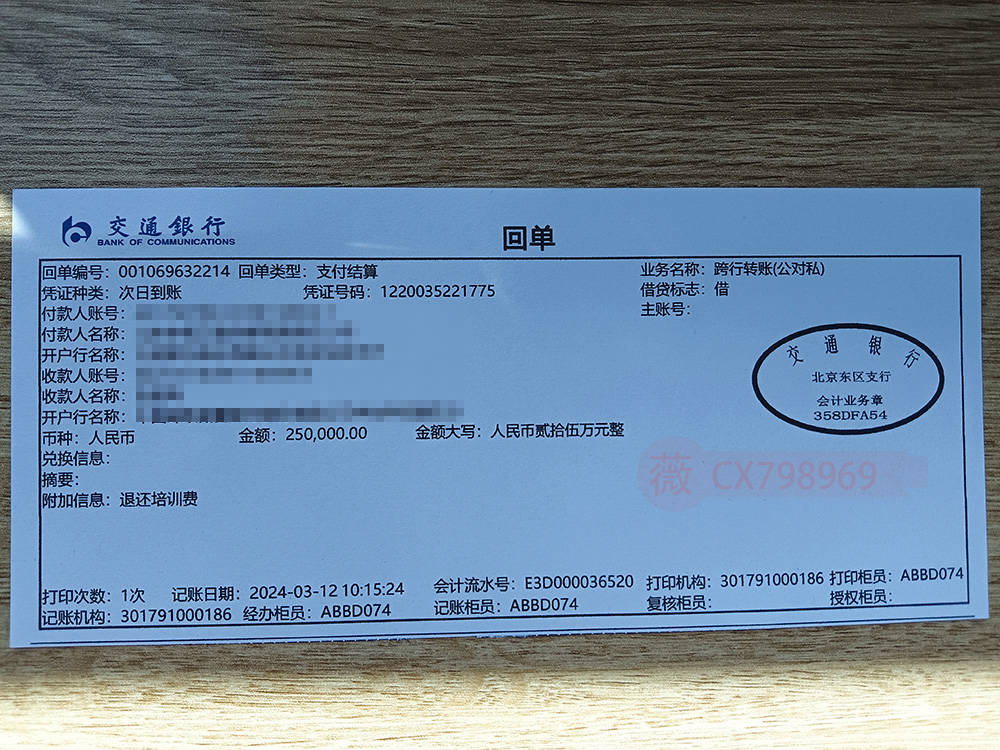 交通銀行
BANK OF COMMUNICATIONS
回单
回单编号：001069632214 回单类型：支付结算 业务名称：跨行转账(公对私)
凭证种类：次日到账 凭证号码：1220035221775 借贷标志：借
付款人账号： 主账号：
付款人名称：
开户行名称：
收款人账号：
收款人名称：
开户行名称：
币种：人民币 金额：250,000.00 金额大写：人民币贰拾伍万元整
兑换信息：
摘要：
附加信息：退还培训费
交通银行
北京东区支行
会计业务章
358DFA54
薇 CX798969
打印次数：1次 记账日期：2024-03-12 10:15:24 会计流水号：E3D000036520 打印机构：301791000186 打印柜员：ABBD074
记账机构：301791000186 经办柜员：ABBD074 记账柜员：ABBD074 复核柜员： 授权柜员：